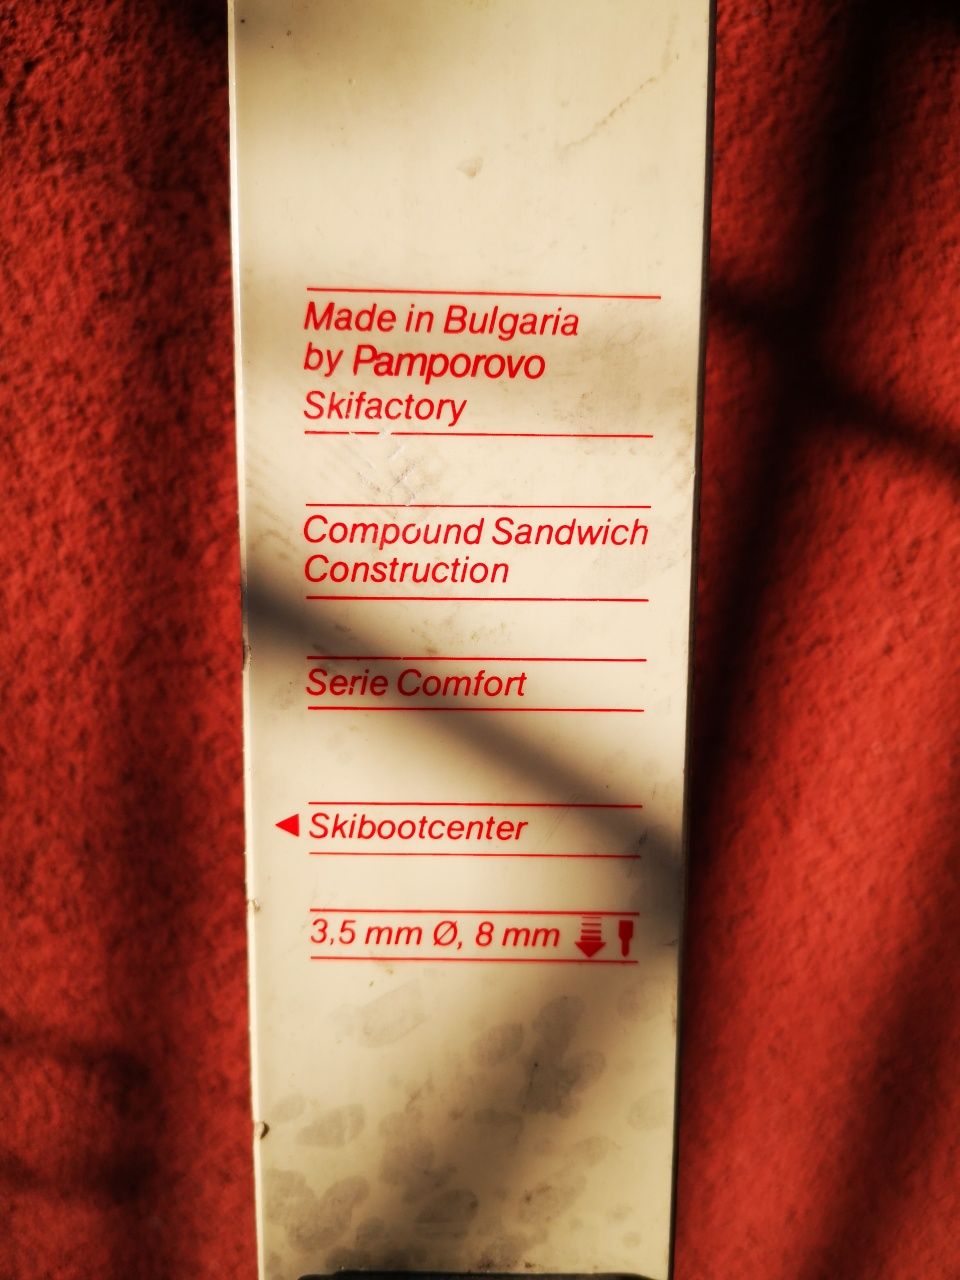 Made in Bulgaria
by Pamporovo
Skifactory
Compound Sandwich
Construction
Serie Comfort
Skibootcenter
3,5 mm Ø, 8 mm